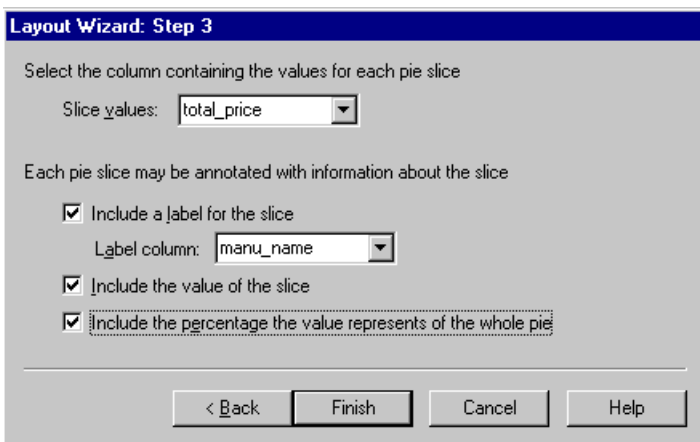 Layout Wizard: Step 3
Select the column containing the values for each pie slice
Slice values: total_price
Each pie slice may be annotated with information about the slice
Include a label for the slice
Label column: manu_name
Include the value of the slice
Include the percentage the value represents of the whole pie
< Back Finish Cancel Help